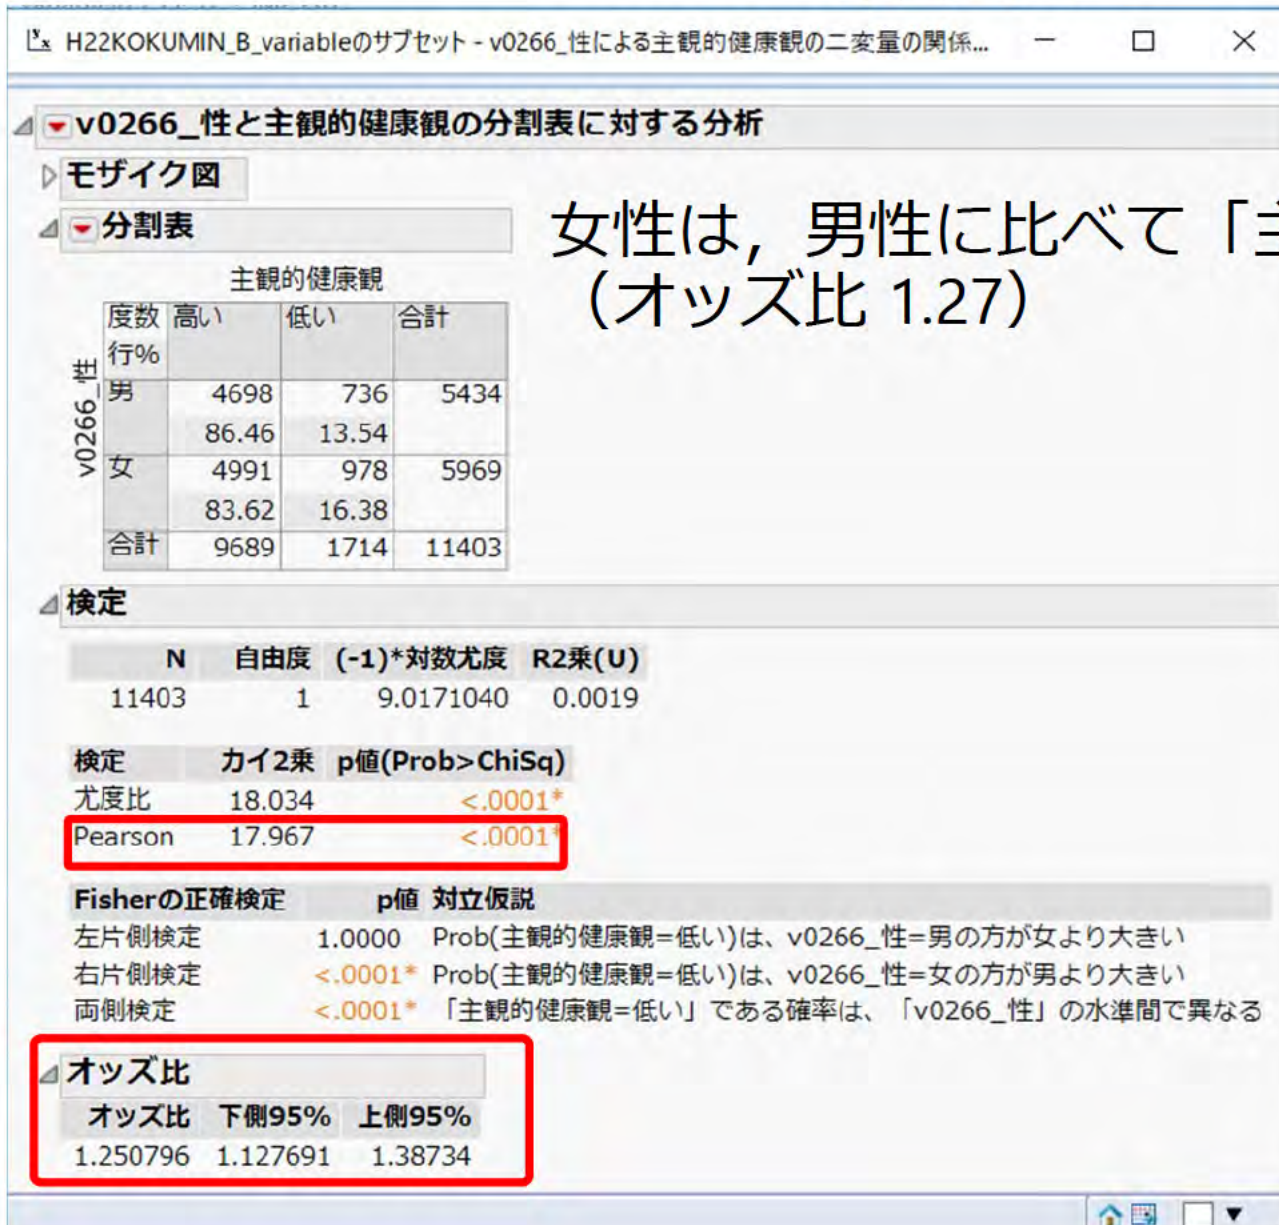 H22KOKUMIN_B_variableのサブセット - v0266_性による主観的健康観の二変量の関係...
v0266_性と主観的健康観の分割表に対する分析
モザイク図
分割表
女性は，男性に比べて「主
（オッズ比 1.27）
主観的健康観
v0266_性
度数 高い 低い 合計
行%
男 4698 736 5434
86.46 13.54
女 4991 978 5969
83.62 16.38
合計 9689 1714 11403
検定
N 自由度 (-1)*対数尤度 R2乗(U)
11403 1 9.0171040 0.0019
検定 カイ2乗 p値(Prob>ChiSq)
尤度比 18.034 <.0001*
Pearson 17.967 <.0001*
Fisherの正確検定 p値 対立仮説
左片側検定 1.0000 Prob(主観的健康観=低い)は、v0266_性=男の方が女より大きい
右片側検定 <.0001* Prob(主観的健康観=低い)は、v0266_性=女の方が男より大きい
両側検定 <.0001* 「主観的健康観=低い」である確率は、「v0266_性」の水準間で異なる
オッズ比
オッズ比 下側95% 上側95%
1.250796 1.127691 1.38734